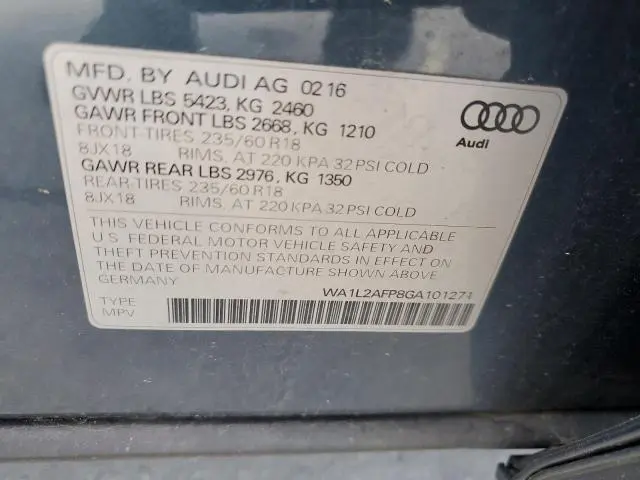 MFD. BY AUDI AG 02 16
GVWR LBS 5423, KG 2460
GAWR FRONT LBS 2668, KG 1210
FRONT-TIRES 235/60 R18
8JX18 RIMS. AT 220 KPA 32 PSI COLD
GAWR REAR LBS 2976, KG 1350
REAR-TIRES 235/60 R18
8JX18 RIMS. AT 220 KPA 32 PSI COLD
Audi
THIS VEHICLE CONFORMS TO ALL APPLICABLE
U.S. FEDERAL MOTOR VEHICLE SAFETY AND
THEFT PREVENTION STANDARDS IN EFFECT ON
THE DATE OF MANUFACTURE SHOWN ABOVE
GERMANY
WA1L2AFP8GA101271
TYPE
MPV